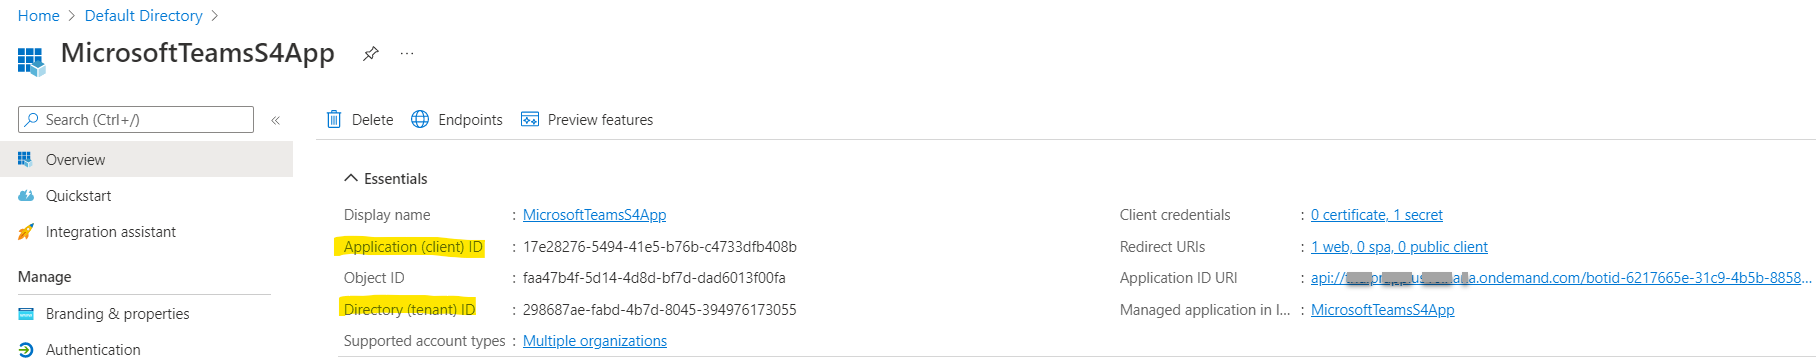 Home > Default Directory >
MicrosoftTeamsS4App ...
Search (Ctrl+/) «
Delete Endpoints Preview features
Overview
Quickstart
Integration assistant
Manage
Branding & properties
Authentication
Essentials
Display name : MicrosoftTeamsS4App
Application (client) ID : 17e28276-5494-41e5-b76b-c4733dfb408b
Object ID : faa47b4f-5d14-4d8d-bf7d-dad6013f00fa
Directory (tenant) ID : 298687ae-fabd-4b7d-8045-394976173055
Supported account types : Multiple organizations
Client credentials : 0 certificate, 1 secret
Redirect URIs : 1 web, 0 spa, 0 public client
Application ID URI : api:// a.ondemand.com/botid-6217665e-31c9-4b5b-8858...
Managed application in l... : MicrosoftTeamsS4App